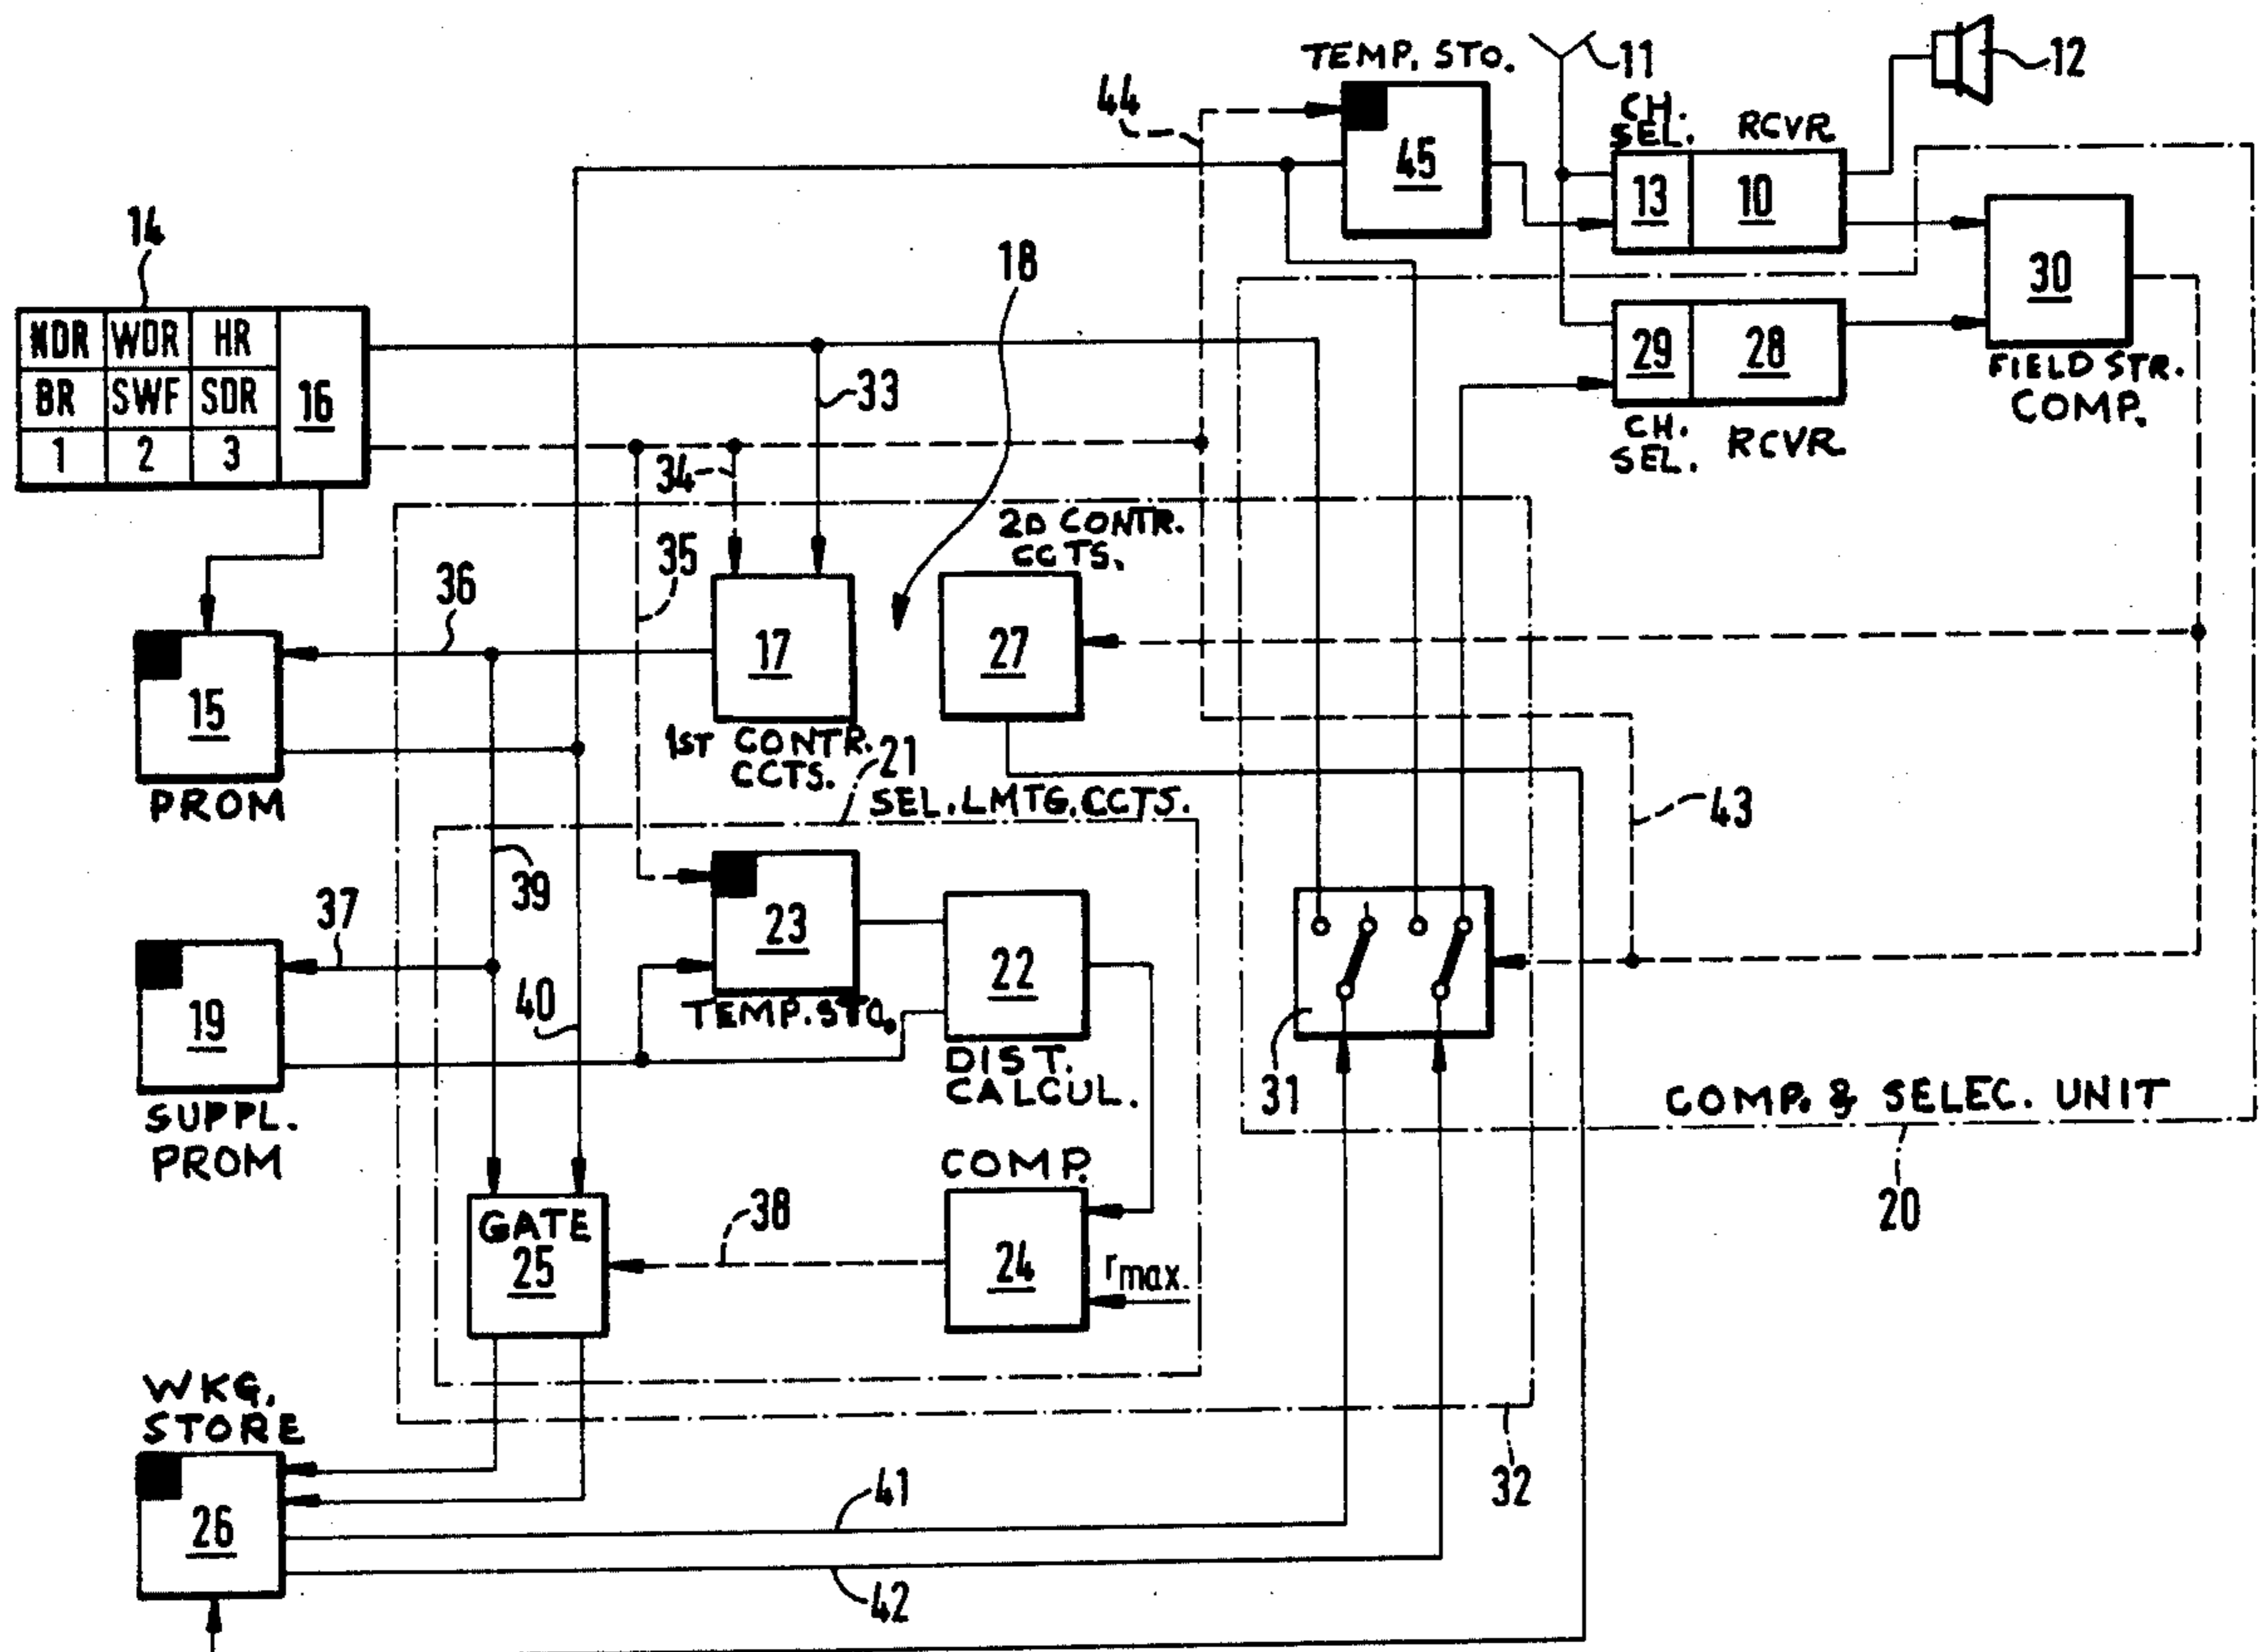 TEMP. STO.
11
12
44
CH.
SEL.
RCVR
45
13
10
14
18
30
NDR WDR HR
BR SWF SDR
16
1 2 3
33
29
28
FIELD STR.
COMP.
CH.
SEL.
RCVR
34
2D CONTR.
CCTS.
35
36
17
27
15
1ST CONTR.
CCTS.
21
SEL. LMTG. CCTS.
PROM
43
39
37
23
22
40
19
TEMP. STO.
DIST.
CALCUL.
31
COMP. & SELEC. UNIT
SUPPL.
PROM
COMP.
20
38
GATE
25
24
rmax.
WKG.
STORE
32
41
26
42